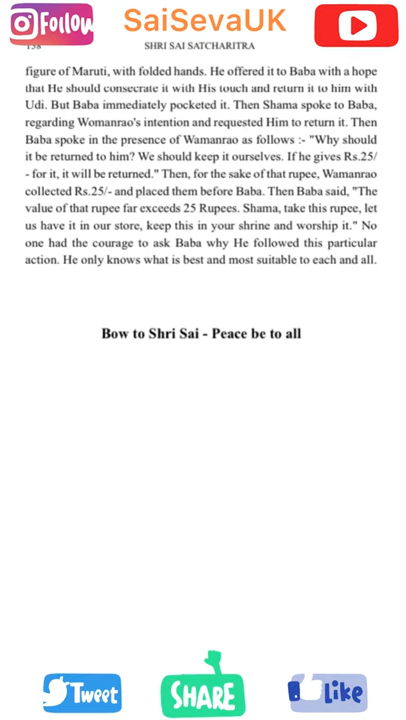 Follow
SaiSevaUK
138
SHRI SAI SATCHARITRA
figure of Maruti, with folded hands. He offered it to Baba with a hope
that He should consecrate it with His touch and return it to him with
Udi. But Baba immediately pocketed it. Then Shama spoke to Baba,
regarding Womanrao's intention and requested Him to return it. Then
Baba spoke in the presence of Wamanrao as follows :- "Why should
it be returned to him? We should keep it ourselves. If he gives Rs.25/
- for it, it will be returned." Then, for the sake of that rupee, Wamanrao
collected Rs.25/- and placed them before Baba. Then Baba said, "The
value of that rupee far exceeds 25 Rupees. Shama, take this rupee, let
us have it in our store, keep this in your shrine and worship it." No
one had the courage to ask Baba why He followed this particular
action. He only knows what is best and most suitable to each and all.
Bow to Shri Sai - Peace be to all
Tweet
SHARE
Like